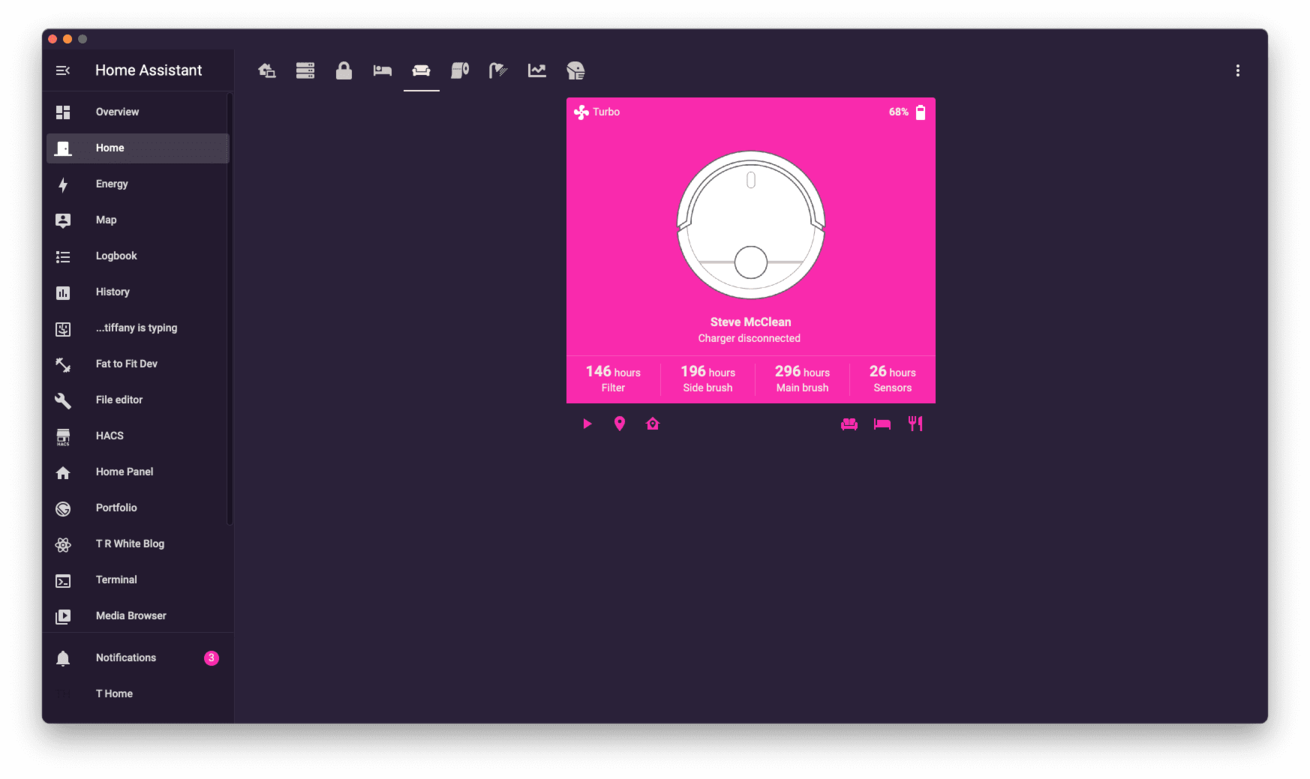 Home Assistant
Overview
Home
Energy
Map
Logbook
History
...tiffany is typing
Fat to Fit Dev
File editor
HACS
HACS
Home Panel
Portfolio
T R White Blog
Terminal
Media Browser
Notifications 3
T Home
Turbo 68%
Steve McClean
Charger disconnected
146 hours 196 hours 296 hours 26 hours
Filter Side brush Main brush Sensors